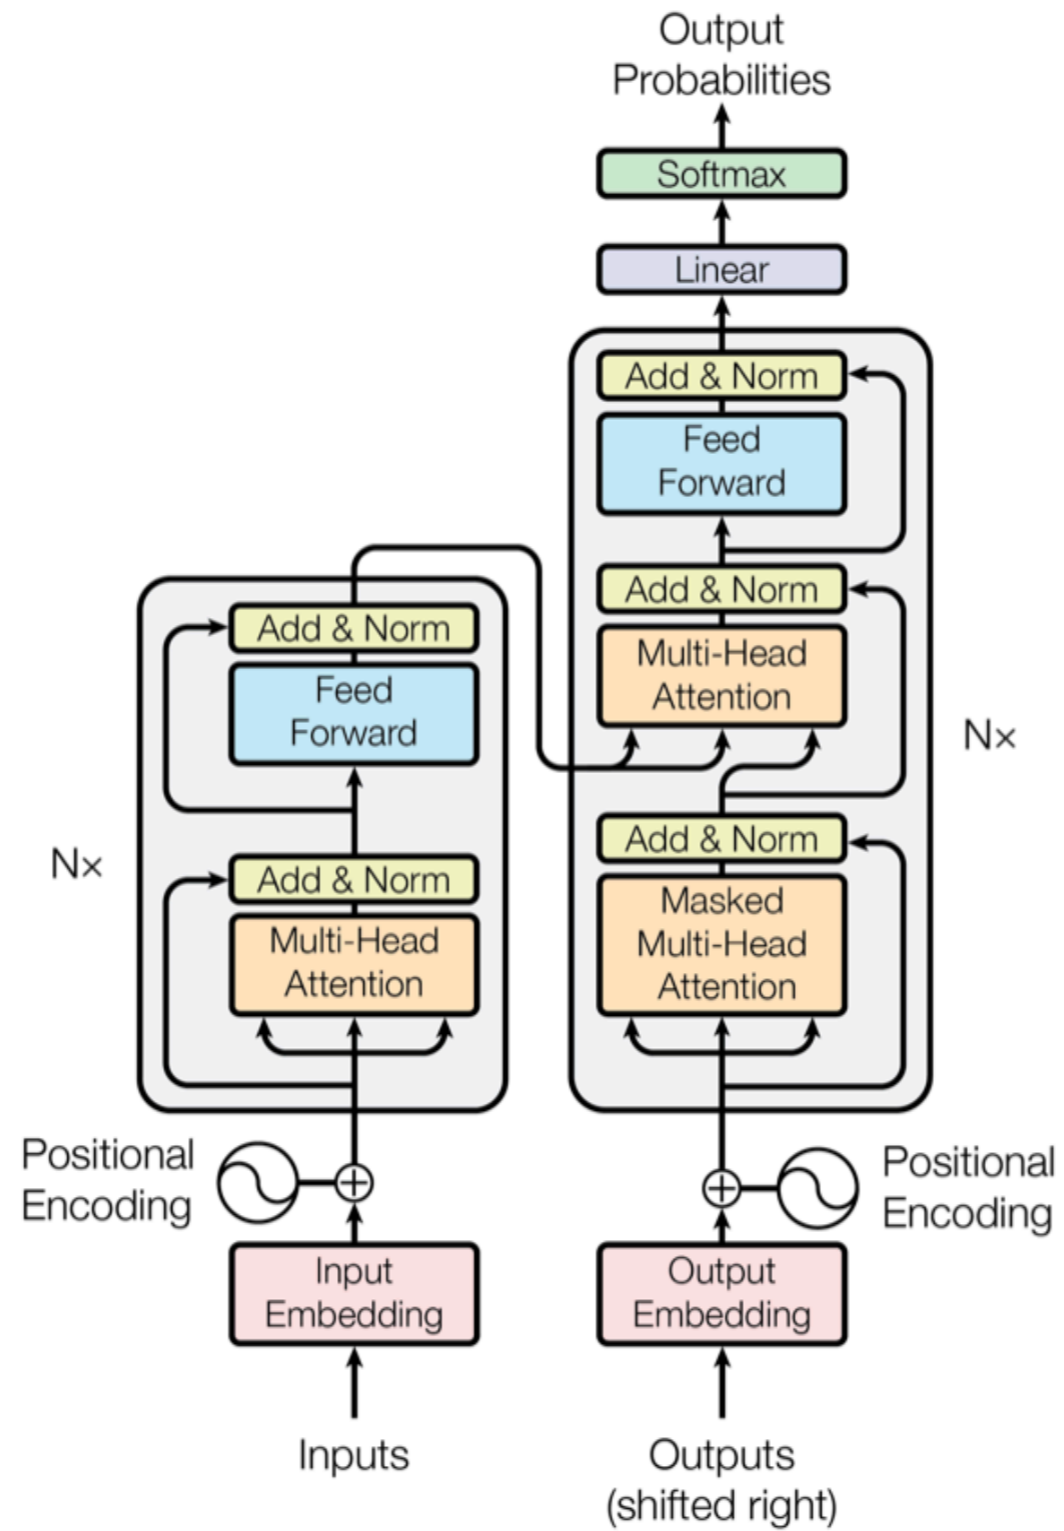 Output
Probabilities
Softmax
Linear
Add & Norm
Feed
Forward
Add & Norm
Multi-Head
Attention
N×
Add & Norm
Masked
Multi-Head
Attention
Add & Norm
Feed
Forward
N×
Add & Norm
Multi-Head
Attention
Positional
Encoding
Positional
Encoding
Input
Embedding
Output
Embedding
Inputs
Outputs
(shifted right)